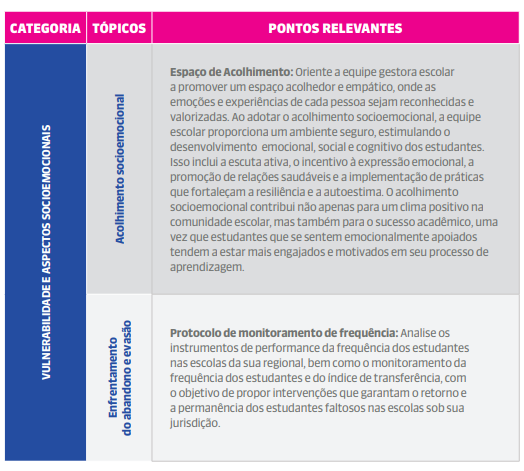 CATEGORIA TÓPICOS PONTOS RELEVANTES
VULNERABILIDADE E ASPECTOS SOCIOEMOCIONAIS
Acolhimento socioemocional
Espaço de Acolhimento: Oriente a equipe gestora escolar
a promover um espaço acolhedor e empático, onde as
emoções e experiências de cada pessoa sejam reconhecidas e
valorizadas. Ao adotar o acolhimento socioemocional, a equipe
escolar proporciona um ambiente seguro, estimulando o
desenvolvimento emocional, social e cognitivo dos estudantes.
Isso inclui a escuta ativa, o incentivo à expressão emocional, a
promoção de relações saudáveis e a implementação de práticas
que fortaleçam a resiliência e a autoestima. O acolhimento
socioemocional contribui não apenas para um clima positivo na
comunidade escolar, mas também para o sucesso acadêmico, uma
vez que estudantes que se sentem emocionalmente apoiados
tendem a estar mais engajados e motivados em seu processo de
aprendizagem.
Enfrentamento
do abandono e evasão
Protocolo de monitoramento de frequência: Analise os
instrumentos de performance da frequência dos estudantes
nas escolas da sua regional, bem como o monitoramento da
frequência dos estudantes e do índice de transferência, com
o objetivo de propor intervenções que garantam o retorno e
a permanência dos estudantes faltosos nas escolas sob sua
jurisdição.